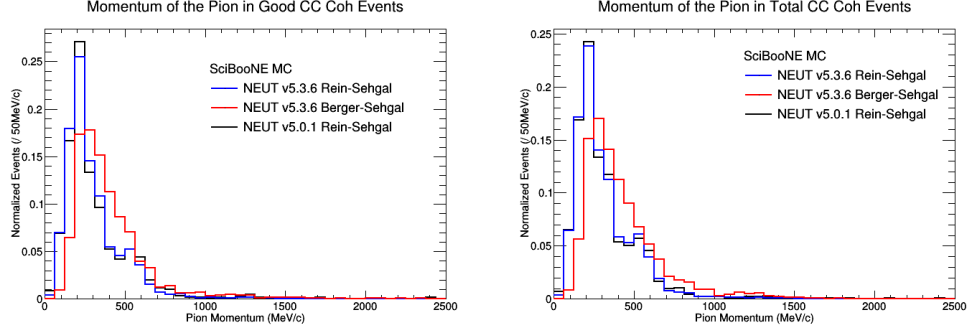 Momentum of the Pion in Good CC Coh Events
Normalized Events(/ 50MeV/c)
0.25
0.2
0.15
0.1
0.05
0
SciBooNE MC
NEUT v5.3.6 Rein-Sehgal
NEUT v5.3.6 Berger-Sehgal
NEUT v5.0.1 Rein-Sehgal
0 500 1000 1500 2000 2500
Pion Momentum (MeV/c)
Momentum of the Pion in Total CC Coh Events
Normalized Events(/ 50MeV/c)
0.25
0.2
0.15
0.1
0.05
0
SciBooNE MC
NEUT v5.3.6 Rein-Sehgal
NEUT v5.3.6 Berger-Sehgal
NEUT v5.0.1 Rein-Sehgal
0 500 1000 1500 2000 2500
Pion Momentum (MeV/c)